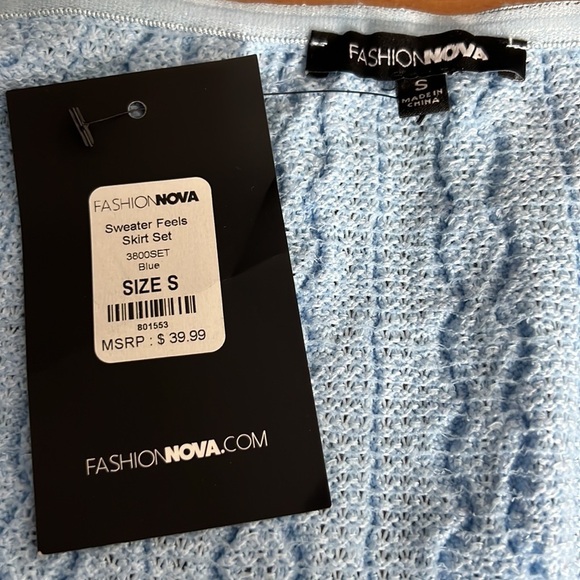 FASHIONNOVA
S
MADE IN
CHINA
FASHIONNOVA
Sweater Feels
Skirt Set
3800SET
Blue
SIZE S
801553
MSRP : $ 39.99
FASHIONNOVA.COM